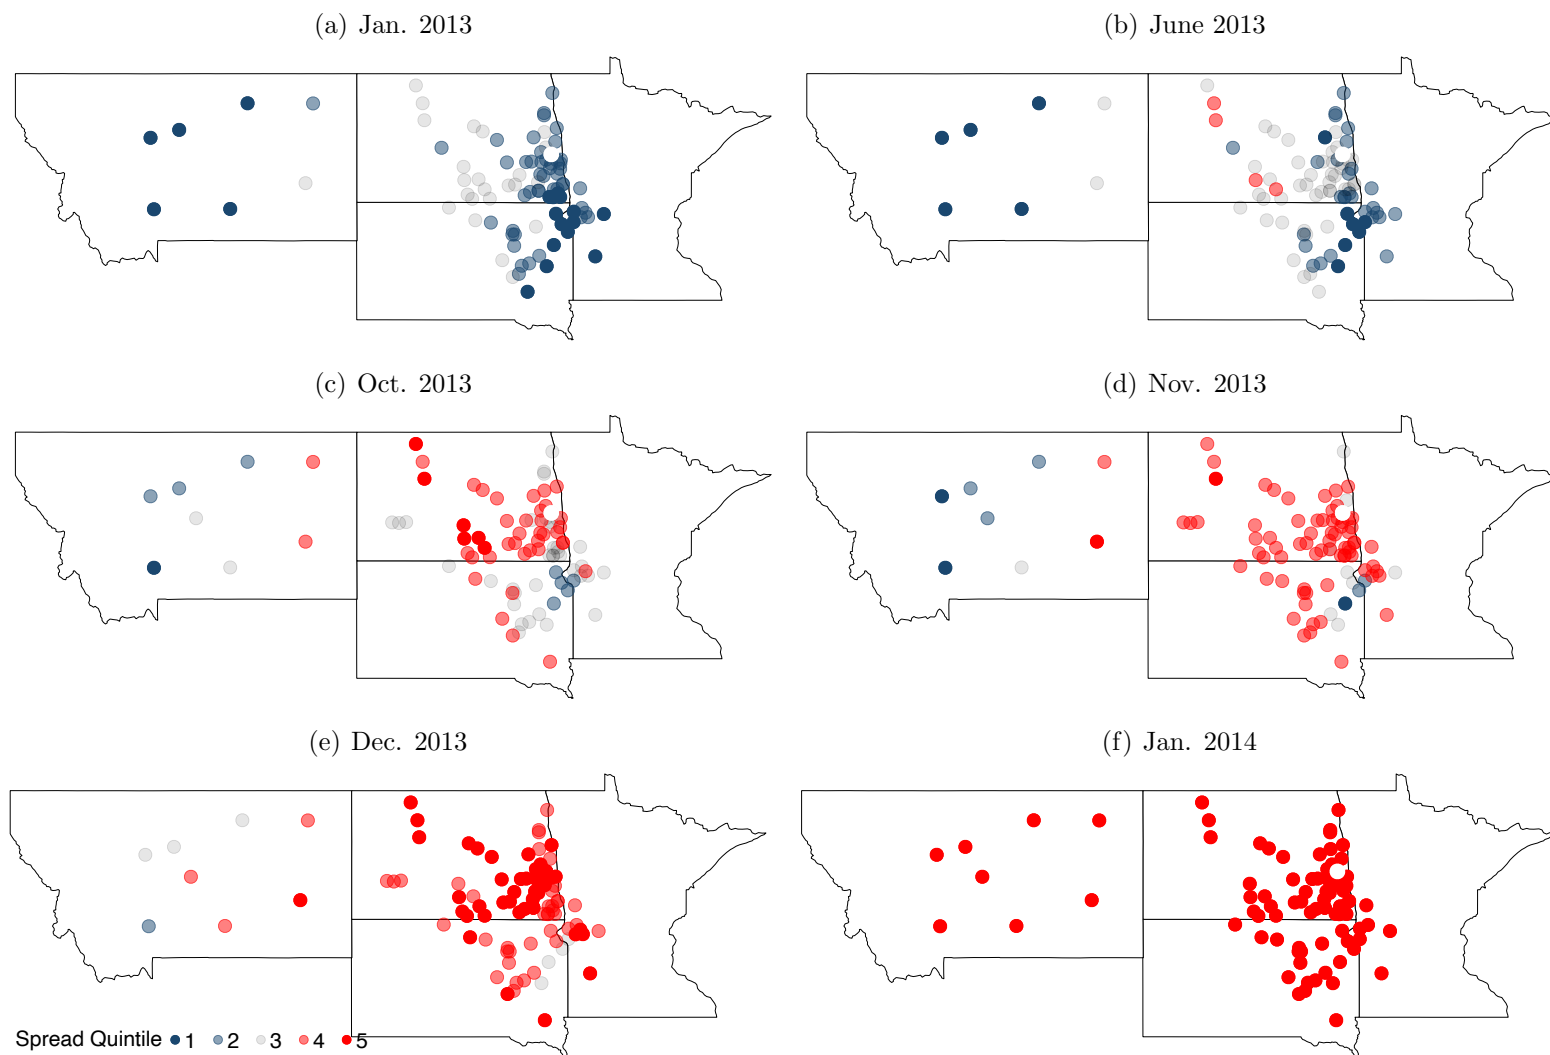 (a) Jan. 2013
(b) June 2013
(c) Oct. 2013
(d) Nov. 2013
(e) Dec. 2013
(f) Jan. 2014
Spread Quintile 1 2 3 4 5